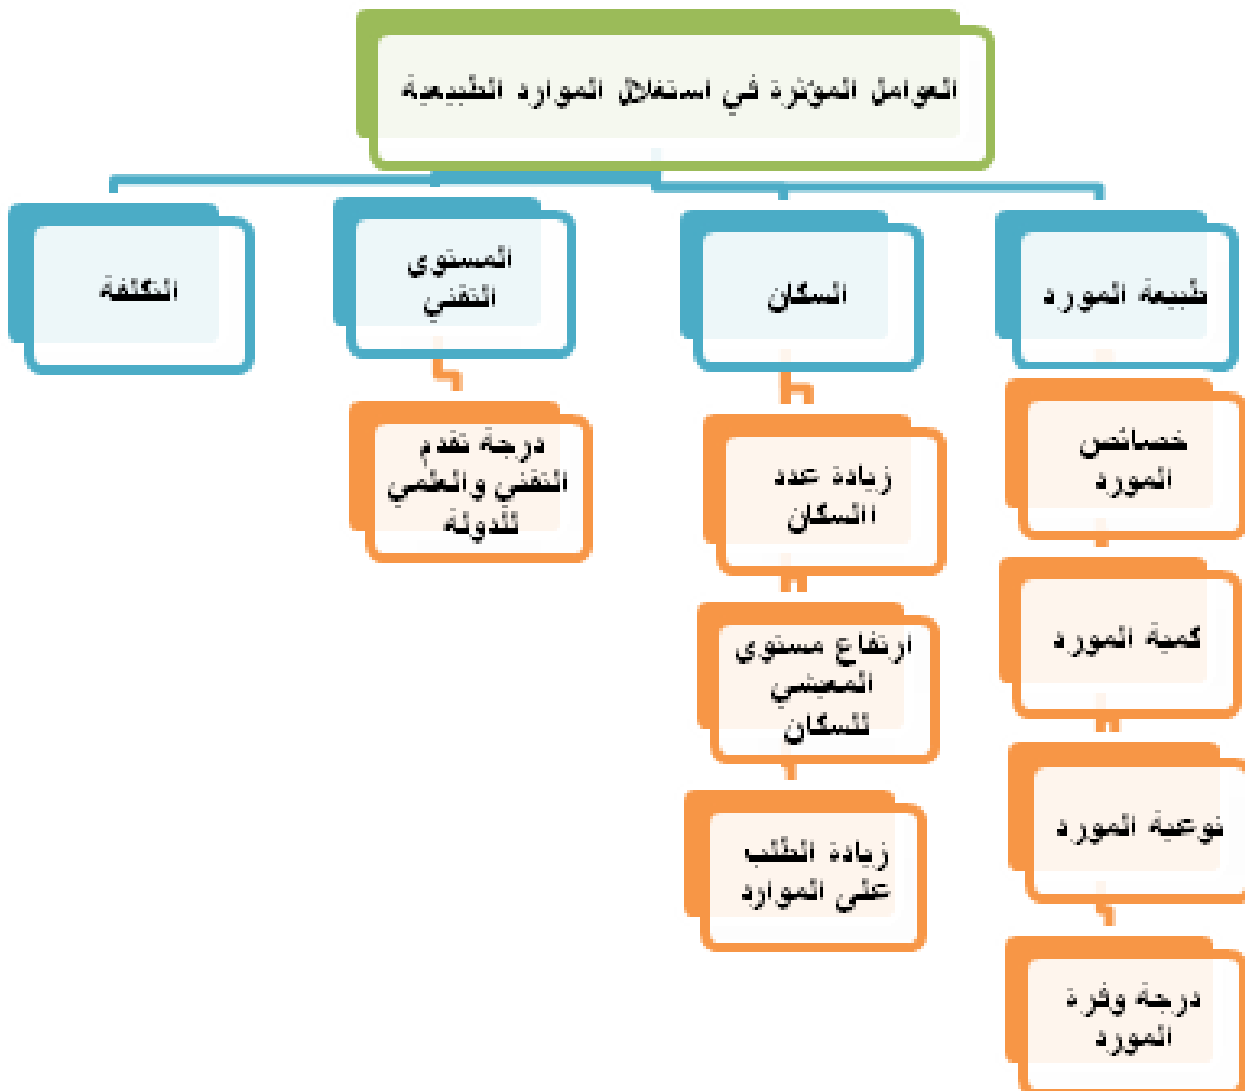 العوامل المؤثرة في استغلال الموارد الطبيعية
طبيعة المورد
السكان
المستوى
التقني
التكلفة
خصائص
المورد
كمية المورد
نوعية المورد
درجة وفرة
المورد
زيادة عدد
االسكان
ارتفاع مستوى
المعيشي
للسكان
زيادة الطلب
على الموارد
درجة تقدم
التقني والعلمي
للدولة